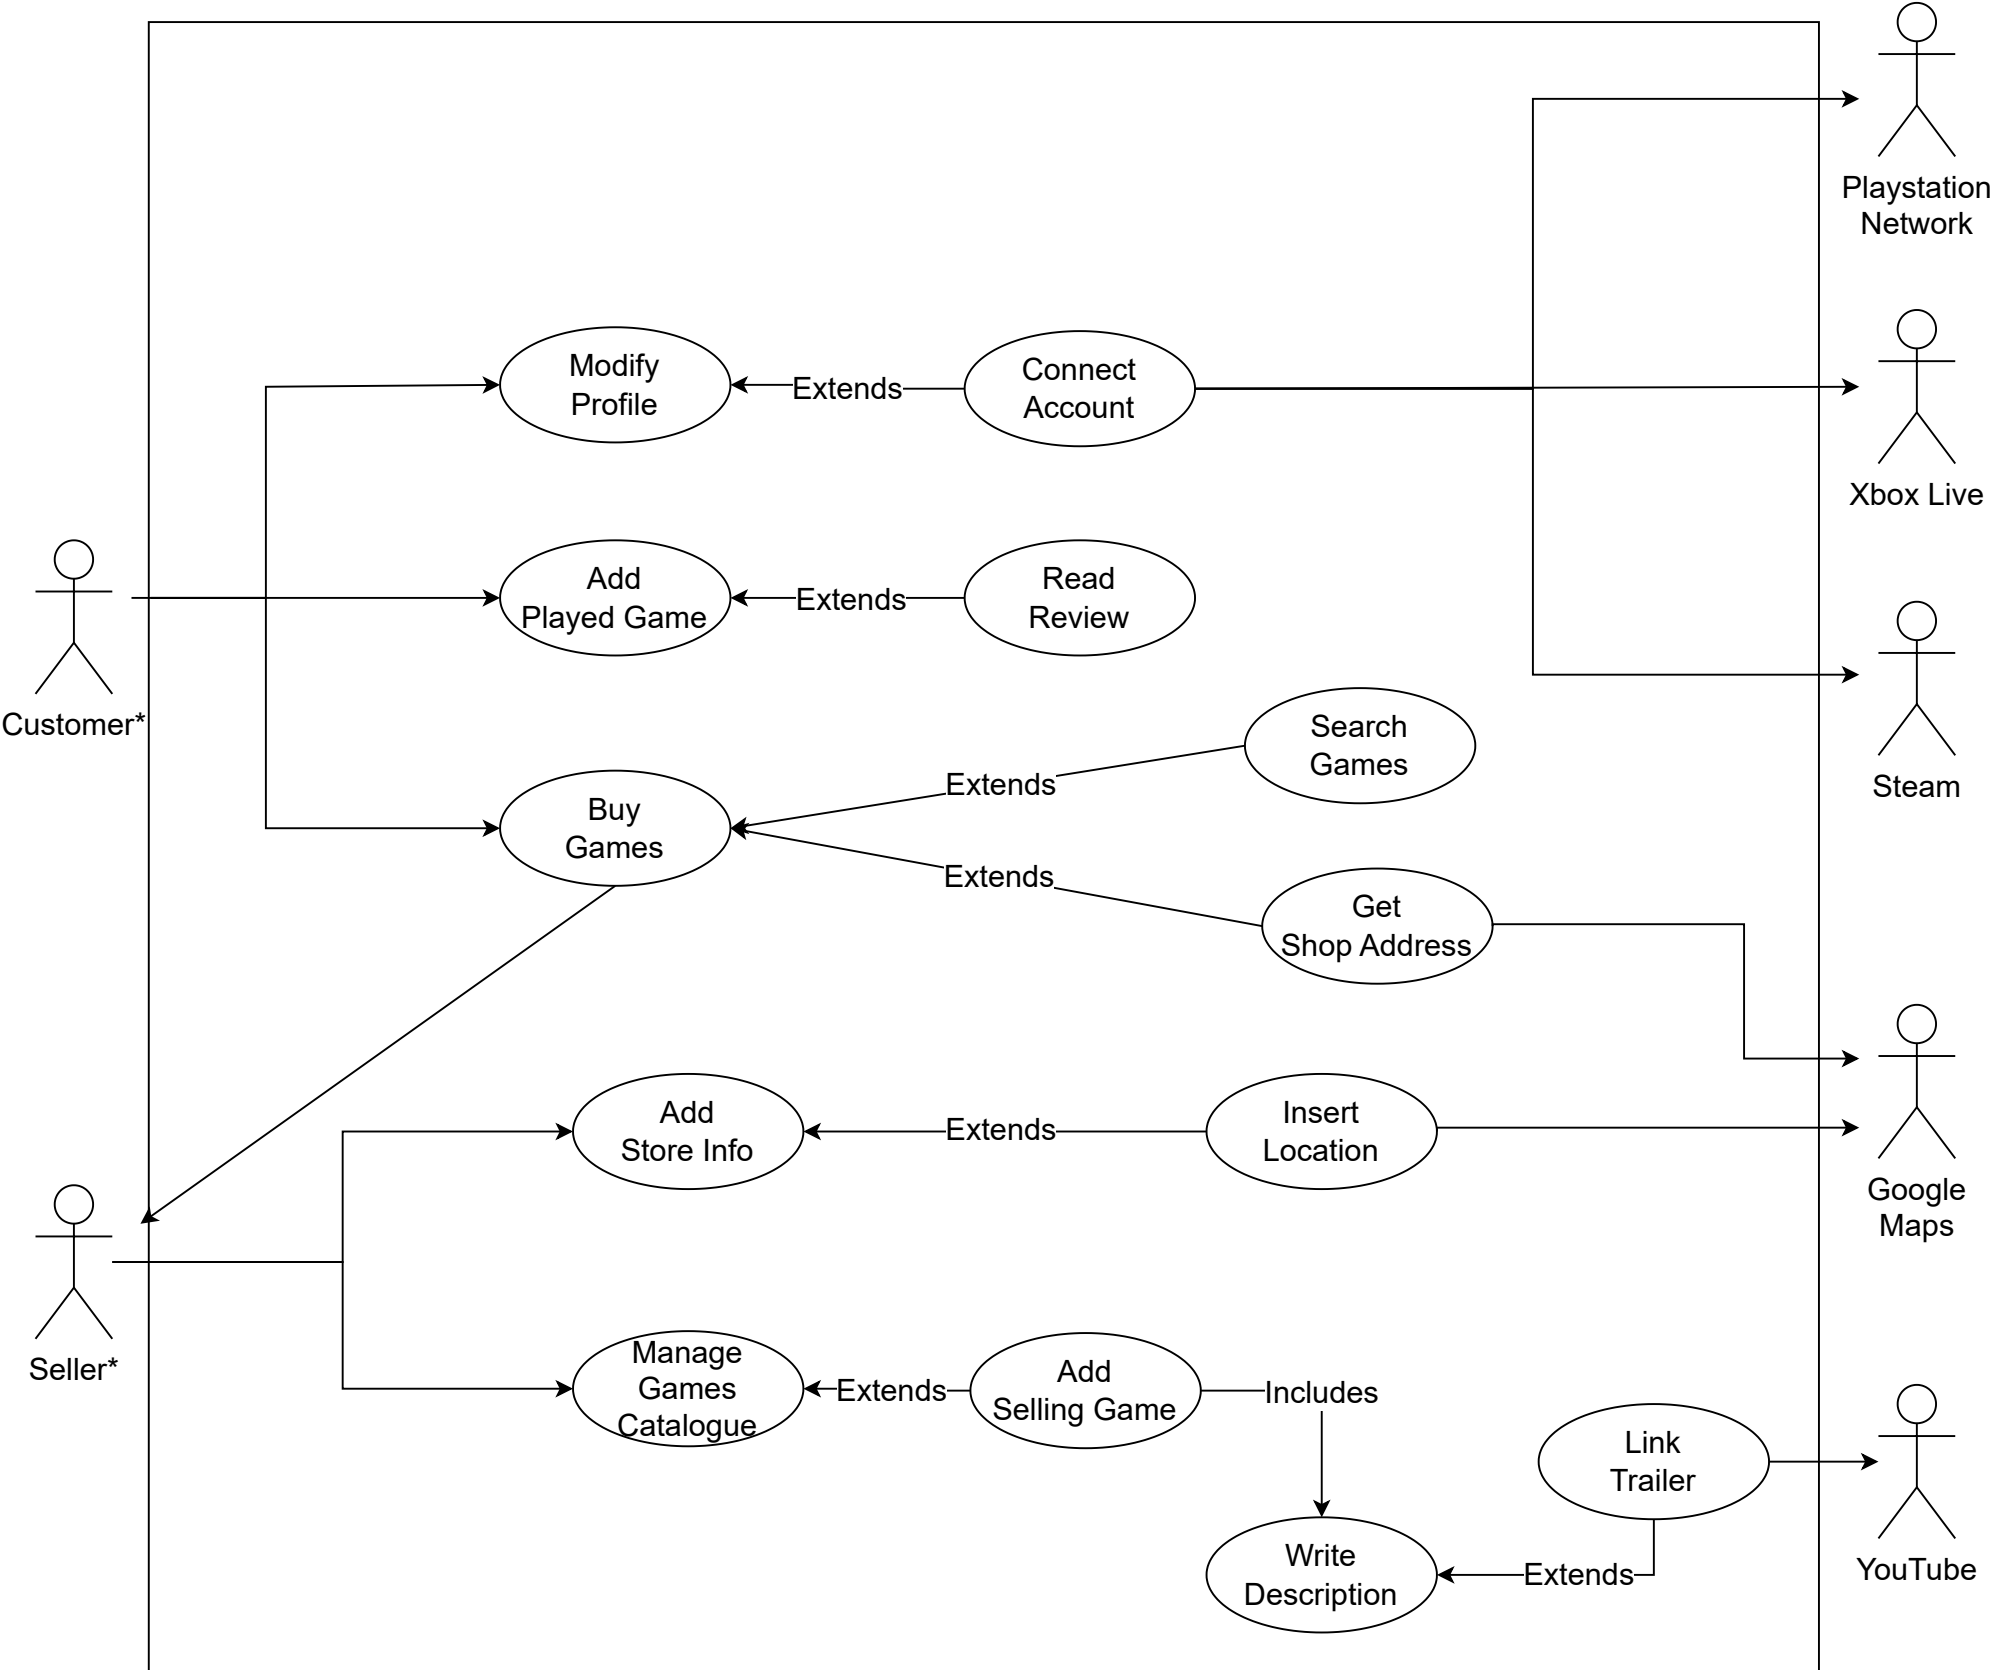 Playstation
Network
Modify
Profile
Extends
Connect
Account
Xbox Live
Customer*
Add
Played Game
Extends
Read
Review
Steam
Buy
Games
Extends
Search
Games
Extends
Get
Shop Address
Add
Store Info
Extends
Insert
Location
Google
Maps
Seller*
Manage
Games
Catalogue
Extends
Add
Selling Game
Includes
Link
Trailer
YouTube
Write
Description
Extends